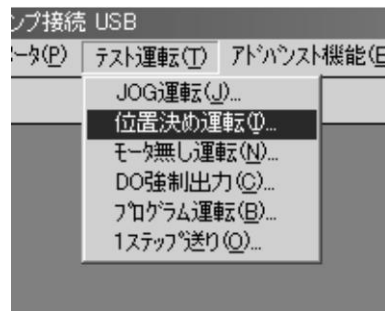 ンプ接続 USB
ータ(P) テスト運転(T) アドバンスト機能(E
JOG運転(J)...
位置決め運転(I)...
モータ無し運転(N)...
DO強制出力(C)...
プログラム運転(B)...
1ステップ送り(O)...